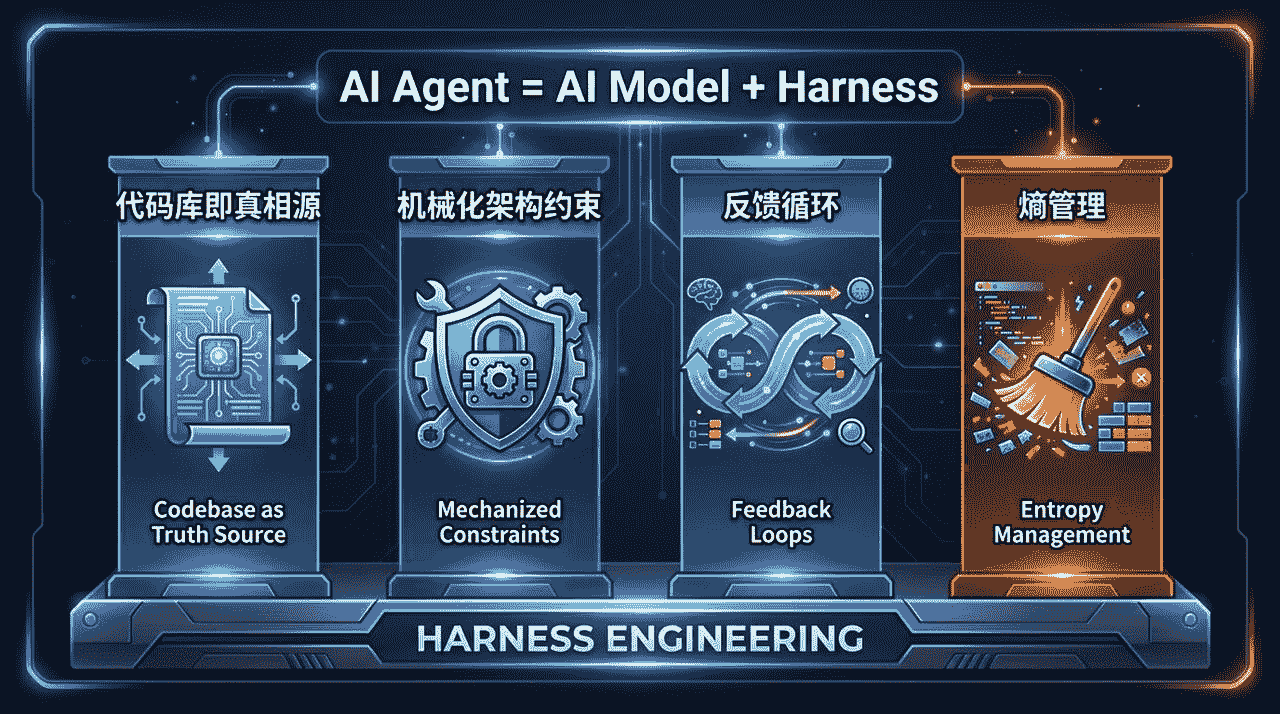 AI Agent = AI Model + Harness
代码库即真相源
机械化架构约束
反馈循环
熵管理
Codebase as
Truth Source
Mechanized
Constraints
Feedback
Loops
Entropy
Management
HARNESS ENGINEERING